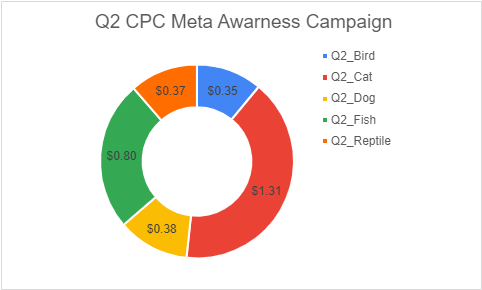 Q2 CPC Meta Awarness Campaign
Q2_Bird
Q2_Cat
Q2_Dog
Q2_Fish
Q2_Reptile
$0.37
$0.35
$0.80
$1.31
$0.38